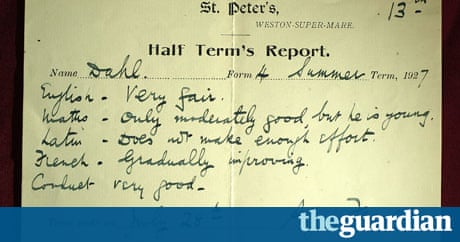 St. Peter's, 13th
WESTON-SUPER-MARE.
Half Term's Report.
Name Dahl. Form 4 Summer Term, 1927
English - Very fair.
Maths - Only moderately good but he is young.
Latin - Does not make enough effort.
French - Gradually improving.
Conduct - very good -
theguardian